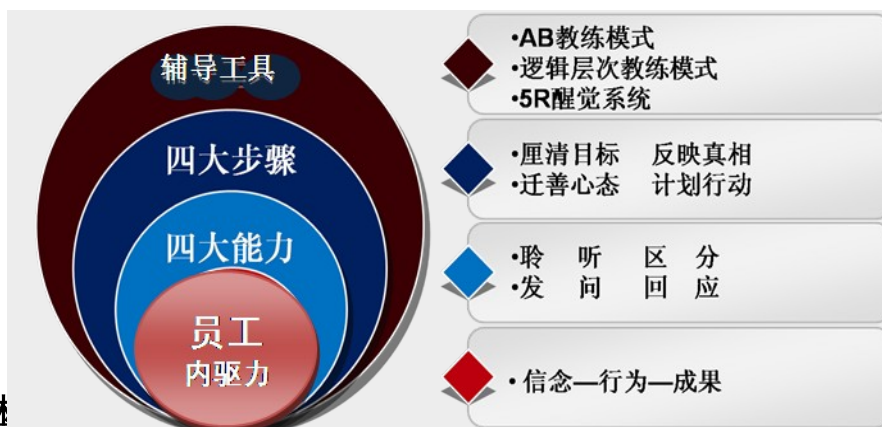 辅导工具
四大步骤
四大能力
员工
内驱力
•AB教练模式
•逻辑层次教练模式
•5R醒觉系统
•厘清目标 反映真相
•迁善心态 计划行动
•聆 听 区 分
•发 问 回 应
•信念—行为—成果